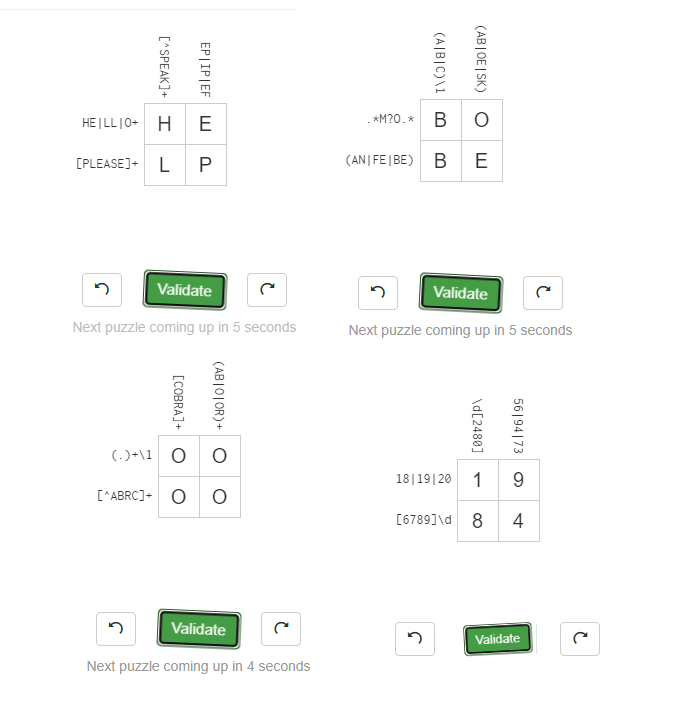 [^SPEAK]+
EP|IP|EF
HE|LL|O+
H E
[PLEASE]+
L P
Validate
Next puzzle coming up in 5 seconds
(A|B|C)\1
(AB|OE|SK)
.*M?O.*
B O
(AN|FE|BE)
B E
Validate
Next puzzle coming up in 5 seconds
[COBRA]+
(AB|O|OR)+
(.)+\1
O O
[^ABRC]+
O O
Validate
Next puzzle coming up in 4 seconds
\d[2480]
56|94|73
18|19|20
1 9
[6789]\d
8 4
Validate